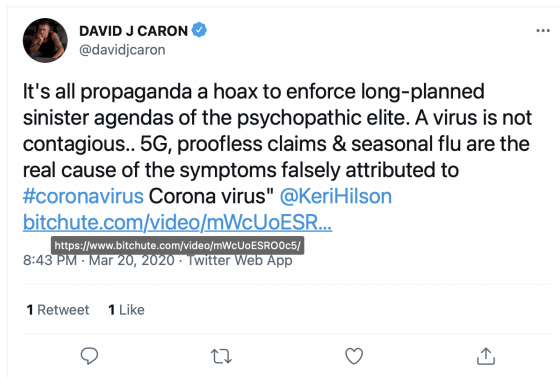 DAVID J CARON
@davidjcaron
It's all propaganda a hoax to enforce long-planned
sinister agendas of the psychopathic elite. A virus is not
contagious.. 5G, proofless claims & seasonal flu are the
real cause of the symptoms falsely attributed to
#coronavirus Corona virus" @KeriHilson
bitchute.com/video/mWcUoESR...
https://www.bitchute.com/video/mWcUoESRO0c5/
8:43 PM · Mar 20, 2020 · Twitter Web App
1 Retweet 1 Like